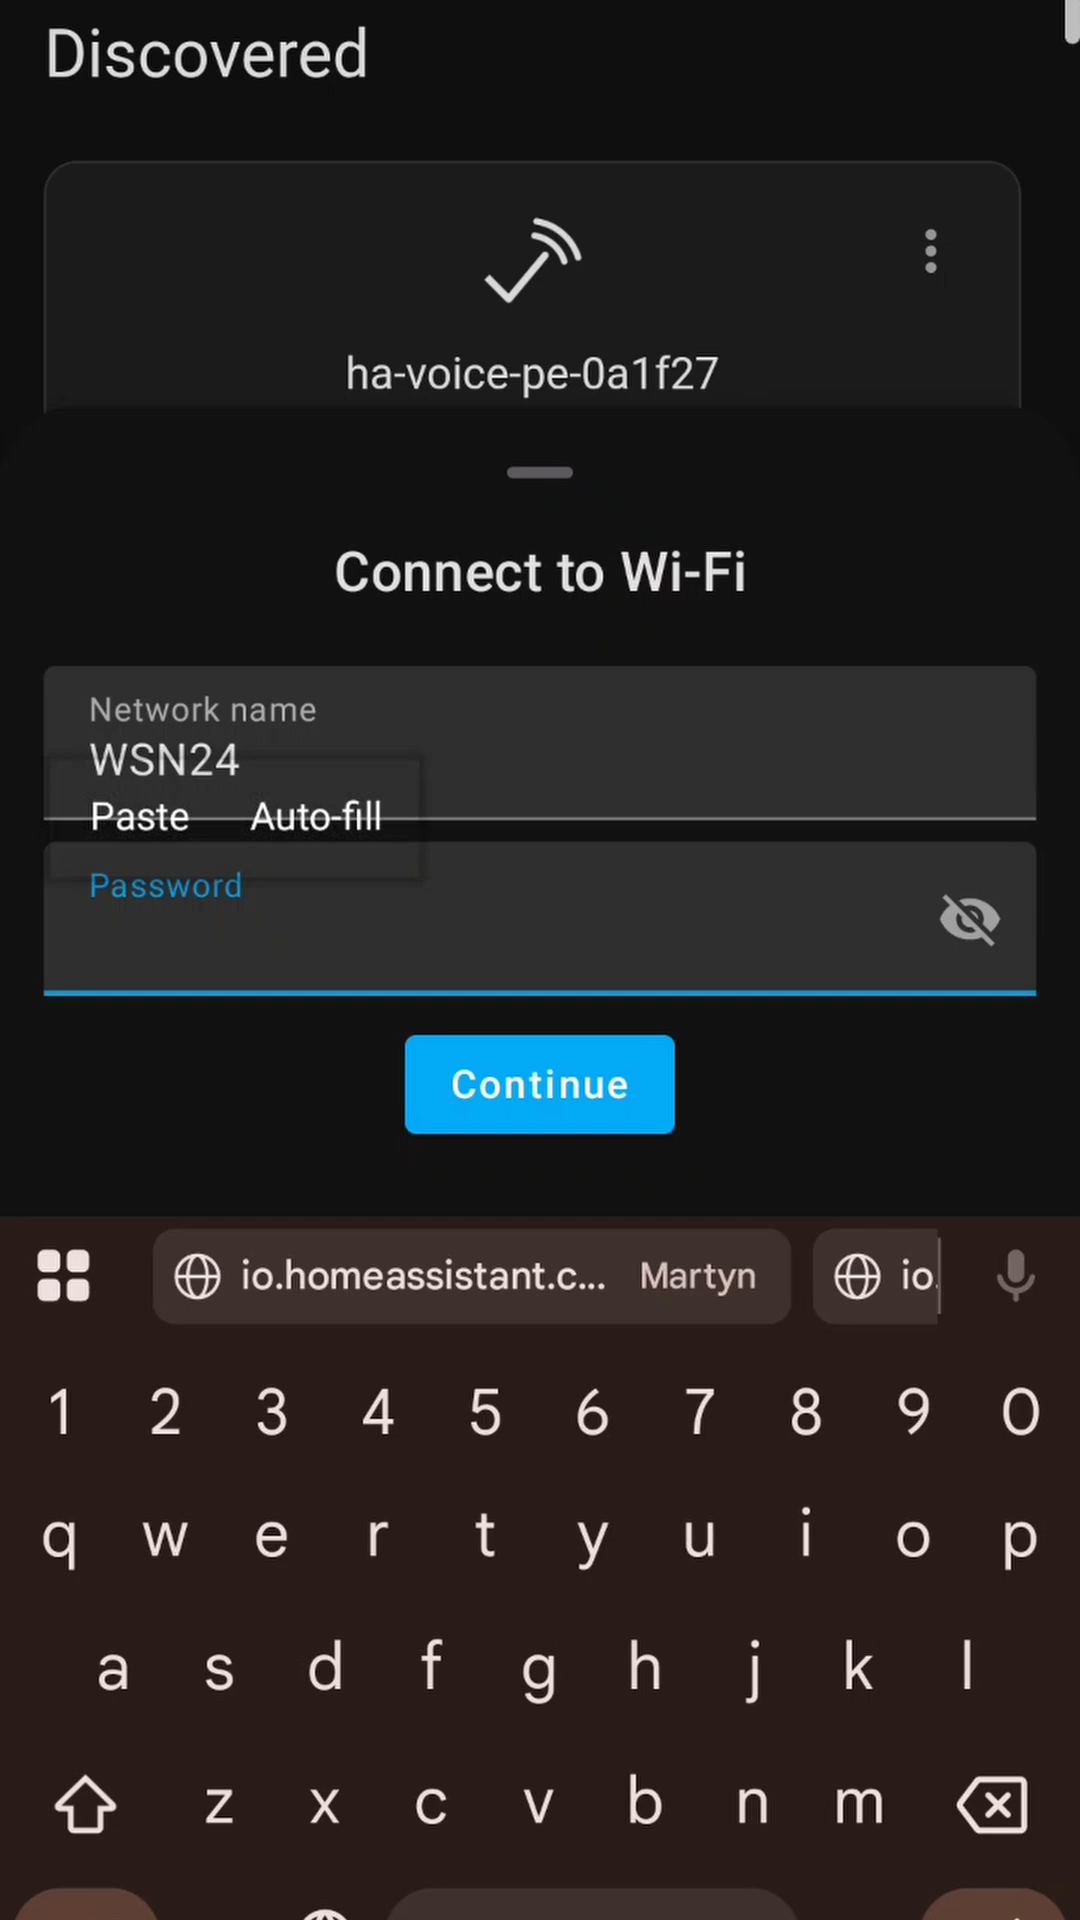 Discovered
ha-voice-pe-0a1f27
Connect to Wi-Fi
Network name
WSN24
Paste Auto-fill
Password
Continue
io.homeassistant.c... Martyn io.
1 2 3 4 5 6 7 8 9 0
q w e r t y u i o p
a s d f g h j k l
z x c v b n m